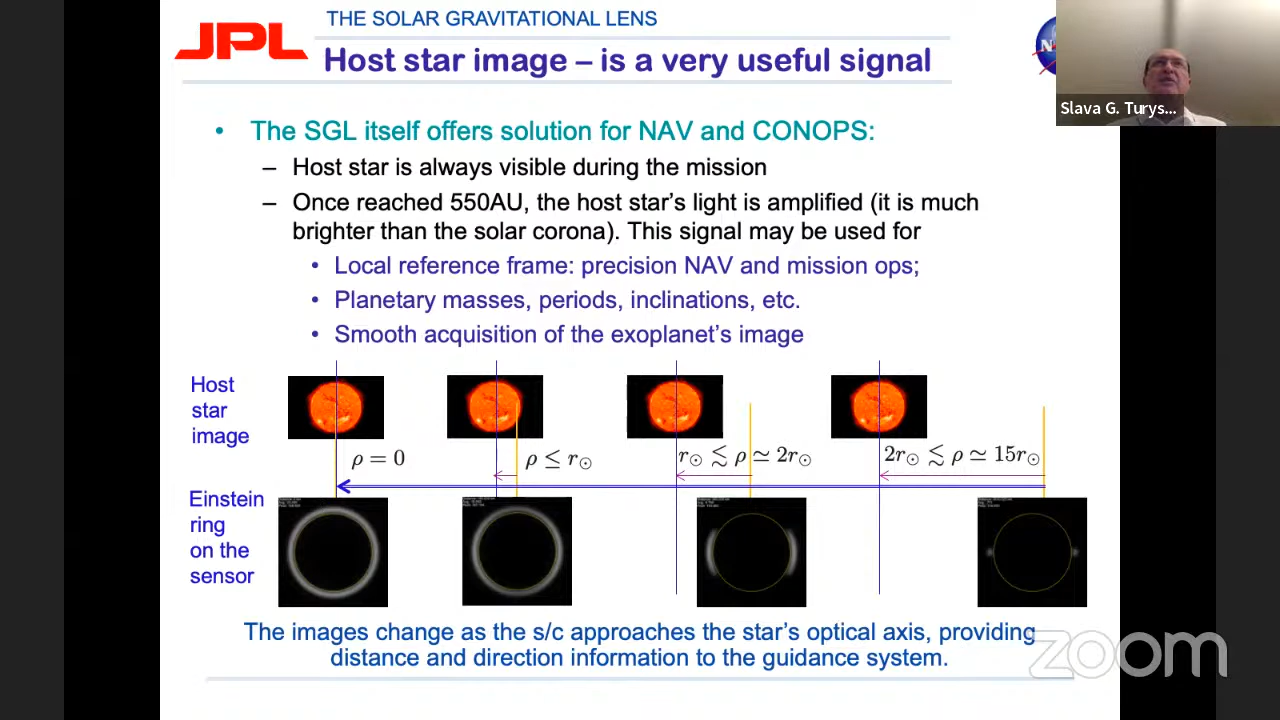 THE SOLAR GRAVITATIONAL LENS
JPL
Host star image – is a very useful signal
Slava G. Turys...
• The SGL itself offers solution for NAV and CONOPS:
– Host star is always visible during the mission
– Once reached 550AU, the host star's light is amplified (it is much
brighter than the solar corona). This signal may be used for
• Local reference frame: precision NAV and mission ops;
• Planetary masses, periods, inclinations, etc.
• Smooth acquisition of the exoplanet's image
Host
star
image
ρ = 0
ρ ≤ r☉
r☉ ≲ ρ ≃ 2r☉
2r☉ ≲ ρ ≃ 15r☉
Einstein
ring
on the
sensor
The images change as the s/c approaches the star's optical axis, providing
distance and direction information to the guidance system.
zoom